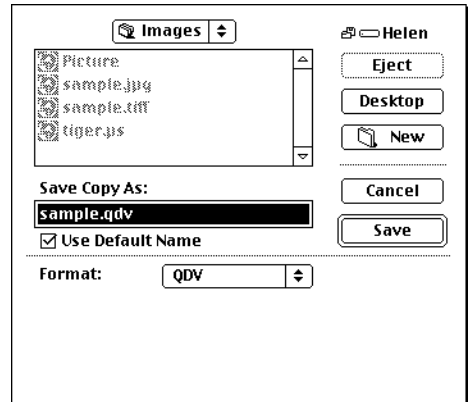 Images
Helen
Picture
sample.jpg
sample.tiff
tiger.ps
Eject
Desktop
New
Save Copy As:
sample.qdv
Use Default Name
Cancel
Save
Format:
QDV